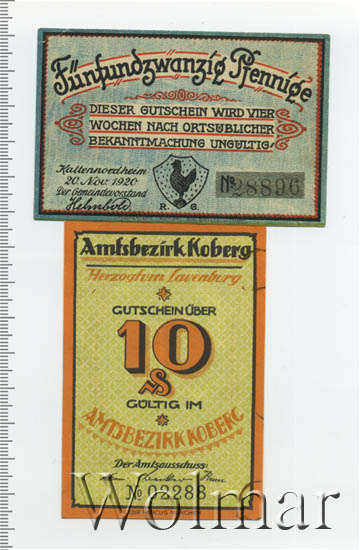 Fünfundzwanzig Pfennige
DIESER GUTSCHEIN WIRD VIER
WOCHEN NACH ORTSÜBLICHER
BEKANNTMACHUNG UNGÜLTIG.
Kaltennordheim
20. Nov. 1920
Der Gemeindevorstand
Helmbold
R. G.
No 28896
Amtsbezirk Koberg
Herzogtum Lauenburg
GUTSCHEIN ÜBER
10
GÜLTIG IM
AMTSBEZIRK KOBERG
Der Amtsausschuss:
No 02288
Wolmar